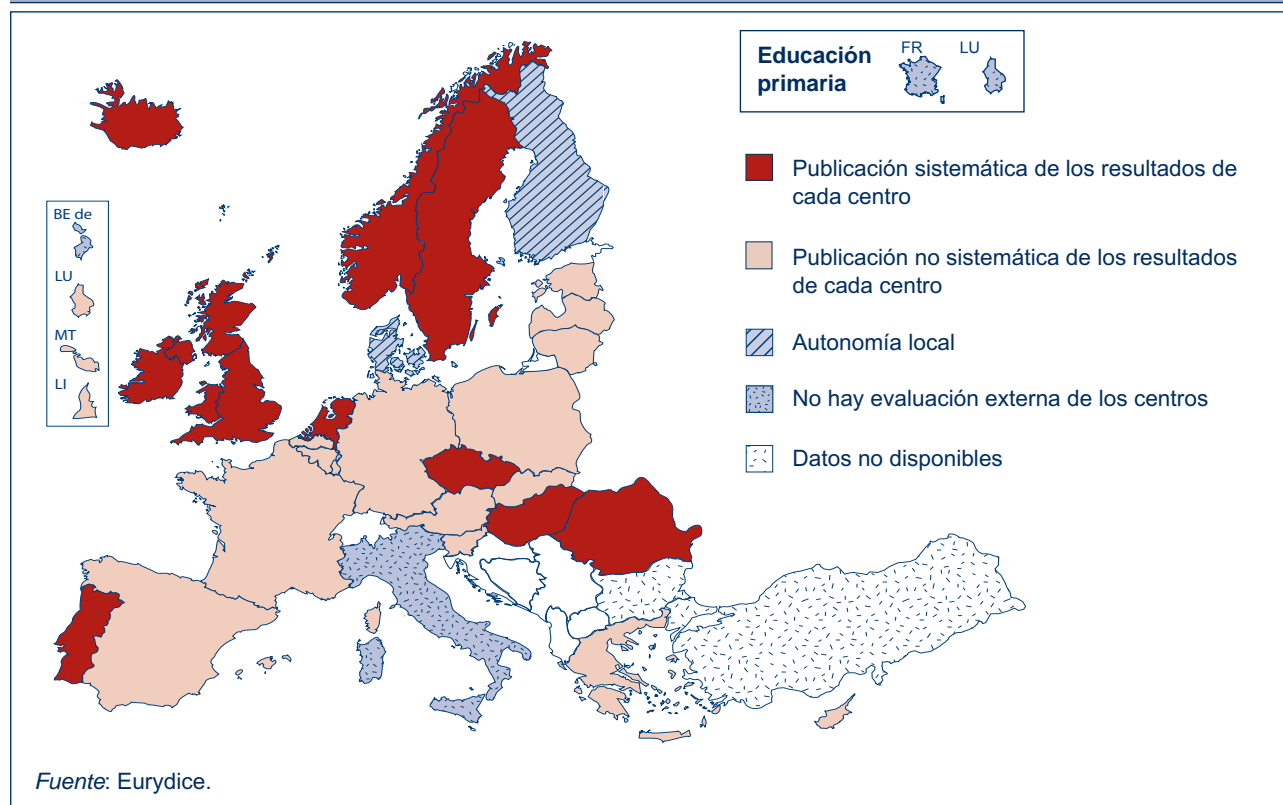 Educación
primaria
FR
LU
Publicación sistemática de los resultados de
cada centro
Publicación no sistemática de los resultados
de cada centro
Autonomía local
No hay evaluación externa de los centros
Datos no disponibles
BE de
LU
MT
LI
Fuente: Eurydice.